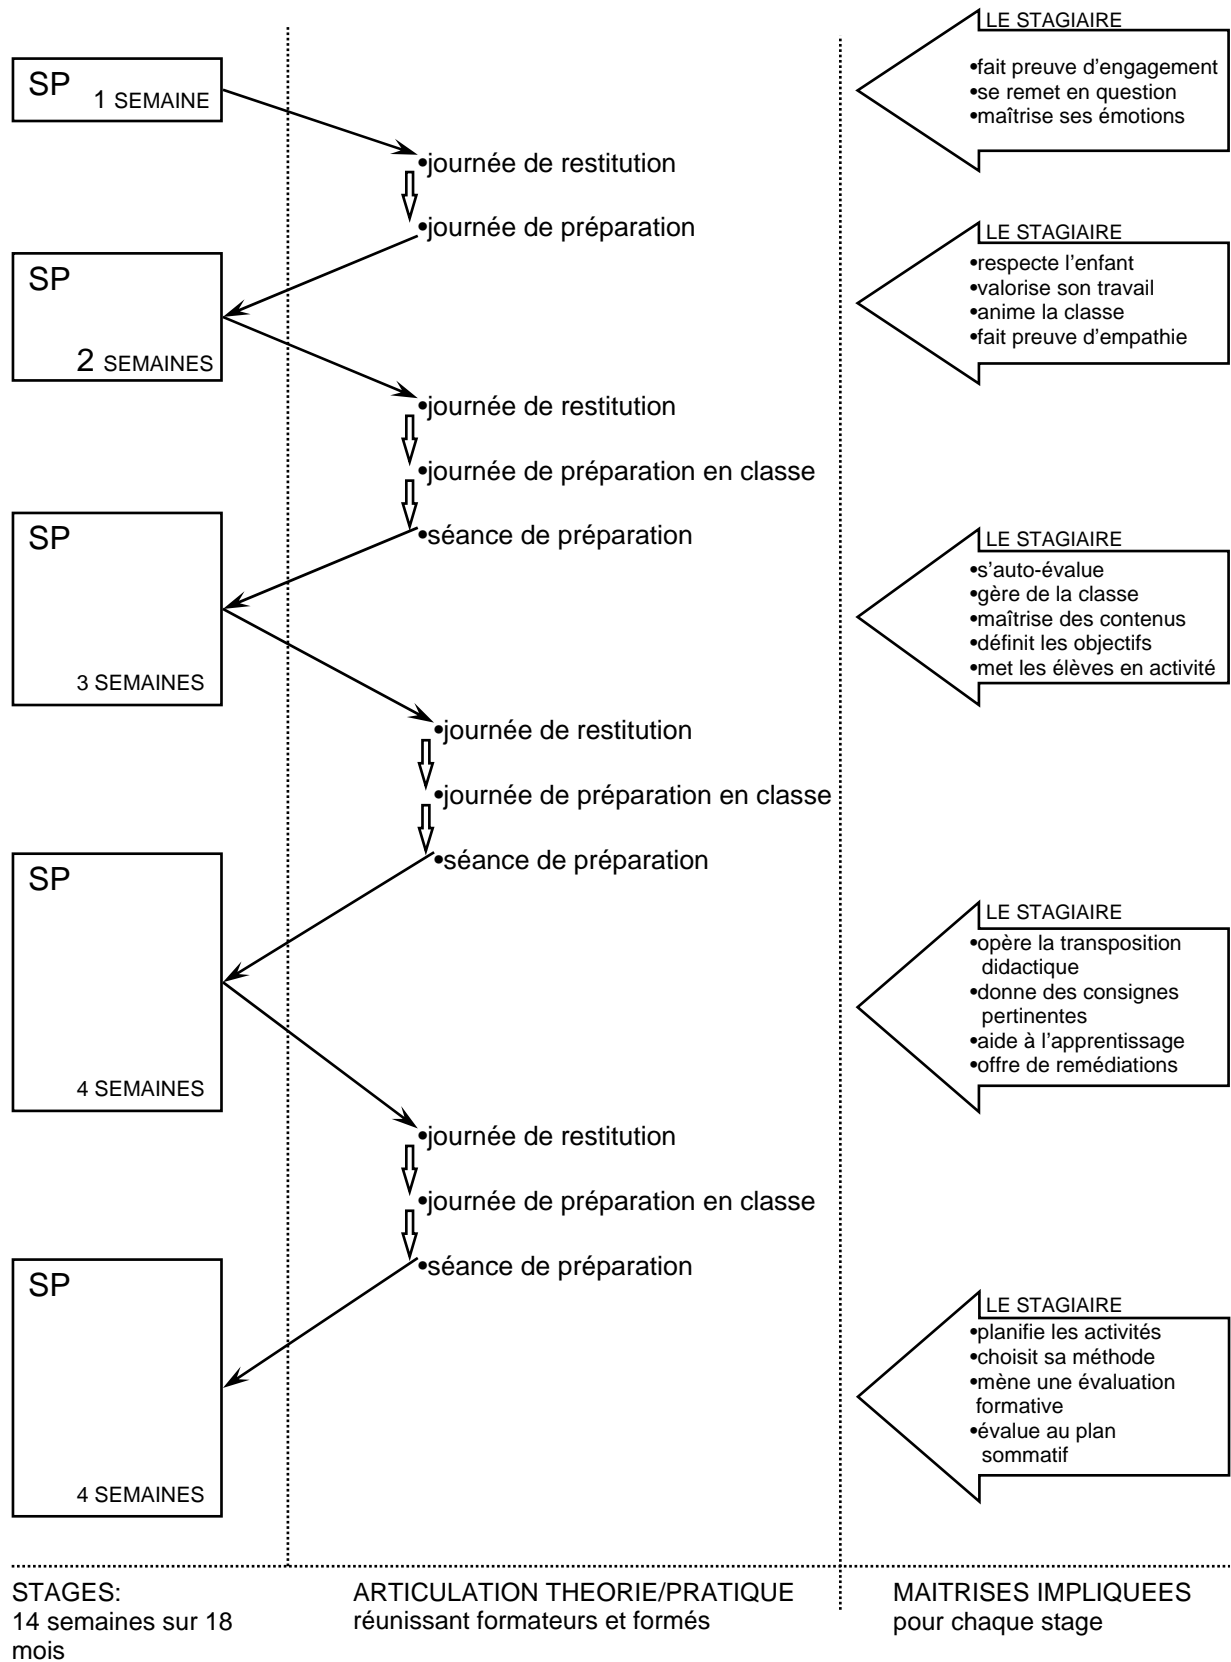 LE STAGIAIRE
•fait preuve d'engagement
•se remet en question
•maîtrise ses émotions
SP
1 SEMAINE
•journée de restitution
•journée de préparation
LE STAGIAIRE
•respecte l'enfant
•valorise son travail
•anime la classe
•fait preuve d'empathie
SP
2 SEMAINES
•journée de restitution
•journée de préparation en classe
•séance de préparation
LE STAGIAIRE
•s'auto-évalue
•gère de la classe
•maîtrise des contenus
•définit les objectifs
•met les élèves en activité
SP
3 SEMAINES
•journée de restitution
•journée de préparation en classe
•séance de préparation
SP
4 SEMAINES
LE STAGIAIRE
•opère la transposition
didactique
•donne des consignes
pertinentes
•aide à l'apprentissage
•offre de remédiations
•journée de restitution
•journée de préparation en classe
•séance de préparation
SP
4 SEMAINES
LE STAGIAIRE
•planifie les activités
•choisit sa méthode
•mène une évaluation
formative
•évalue au plan
sommatif
STAGES:
14 semaines sur 18
mois
ARTICULATION THEORIE/PRATIQUE
réunissant formateurs et formés
MAITRISES IMPLIQUEES
pour chaque stage